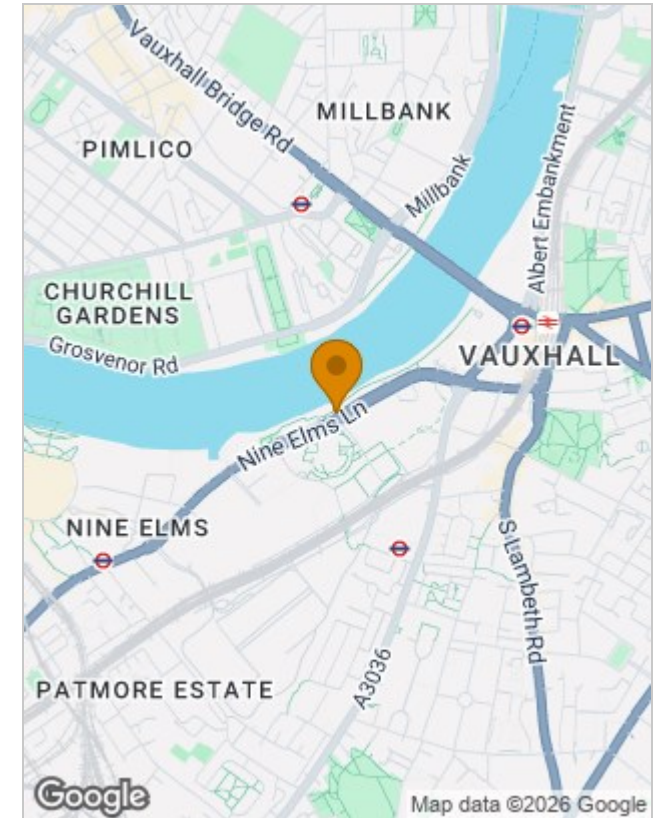 Vauxhall Bridge Rd
MILLBANK
PIMLICO
Millbank
Albert Embankment
CHURCHILL
GARDENS
Grosvenor Rd
VAUXHALL
Nine Elms Ln
NINE ELMS
S Lambeth Rd
A3036
PATMORE ESTATE
Google
Map data ©2026 Google